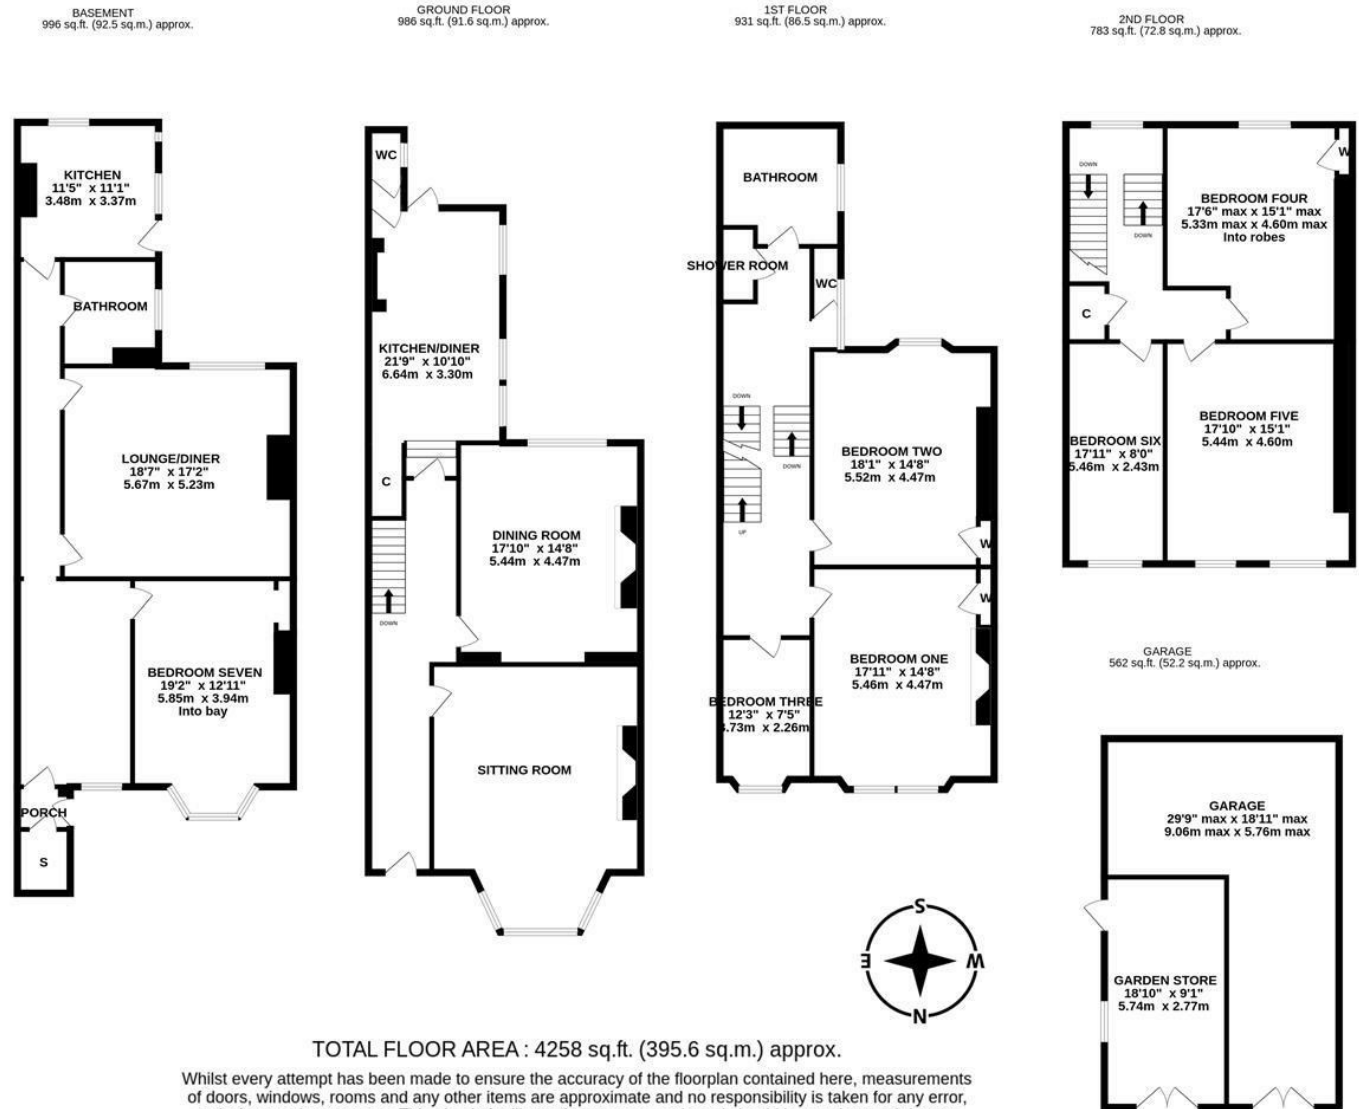 BASEMENT
996 sq.ft. (92.5 sq.m.) approx.
GROUND FLOOR
986 sq.ft. (91.6 sq.m.) approx.
1ST FLOOR
931 sq.ft. (86.5 sq.m.) approx.
2ND FLOOR
783 sq.ft. (72.8 sq.m.) approx.
KITCHEN
11'5" x 11'1"
3.48m x 3.37m
BATHROOM
LOUNGE/DINER
18'7" x 17'2"
5.67m x 5.23m
BEDROOM SEVEN
19'2" x 12'11"
5.85m x 3.94m
Into bay
PORCH
S
WC
KITCHEN/DINER
21'9" x 10'10"
6.64m x 3.30m
C
DINING ROOM
17'10" x 14'8"
5.44m x 4.47m
DOWN
SITTING ROOM
BATHROOM
SHOWER ROOM
WC
DOWN
DOWN
UP
BEDROOM TWO
18'1" x 14'8"
5.52m x 4.47m
W
W
BEDROOM ONE
17'11" x 14'8"
5.46m x 4.47m
BEDROOM THREE
12'3" x 7'5"
3.73m x 2.26m
DOWN
DOWN
W
BEDROOM FOUR
17'6" max x 15'1" max
5.33m max x 4.60m max
Into robes
C
BEDROOM FIVE
17'10" x 15'1"
5.44m x 4.60m
BEDROOM SIX
17'11" x 8'0"
5.46m x 2.43m
GARAGE
562 sq.ft. (52.2 sq.m.) approx.
GARAGE
29'9" max x 18'11" max
9.06m max x 5.76m max
GARDEN STORE
18'10" x 9'1"
5.74m x 2.77m
S
E
W
N
TOTAL FLOOR AREA : 4258 sq.ft. (395.6 sq.m.) approx.
Whilst every attempt has been made to ensure the accuracy of the floorplan contained here, measurements
of doors, windows, rooms and any other items are approximate and no responsibility is taken for any error,